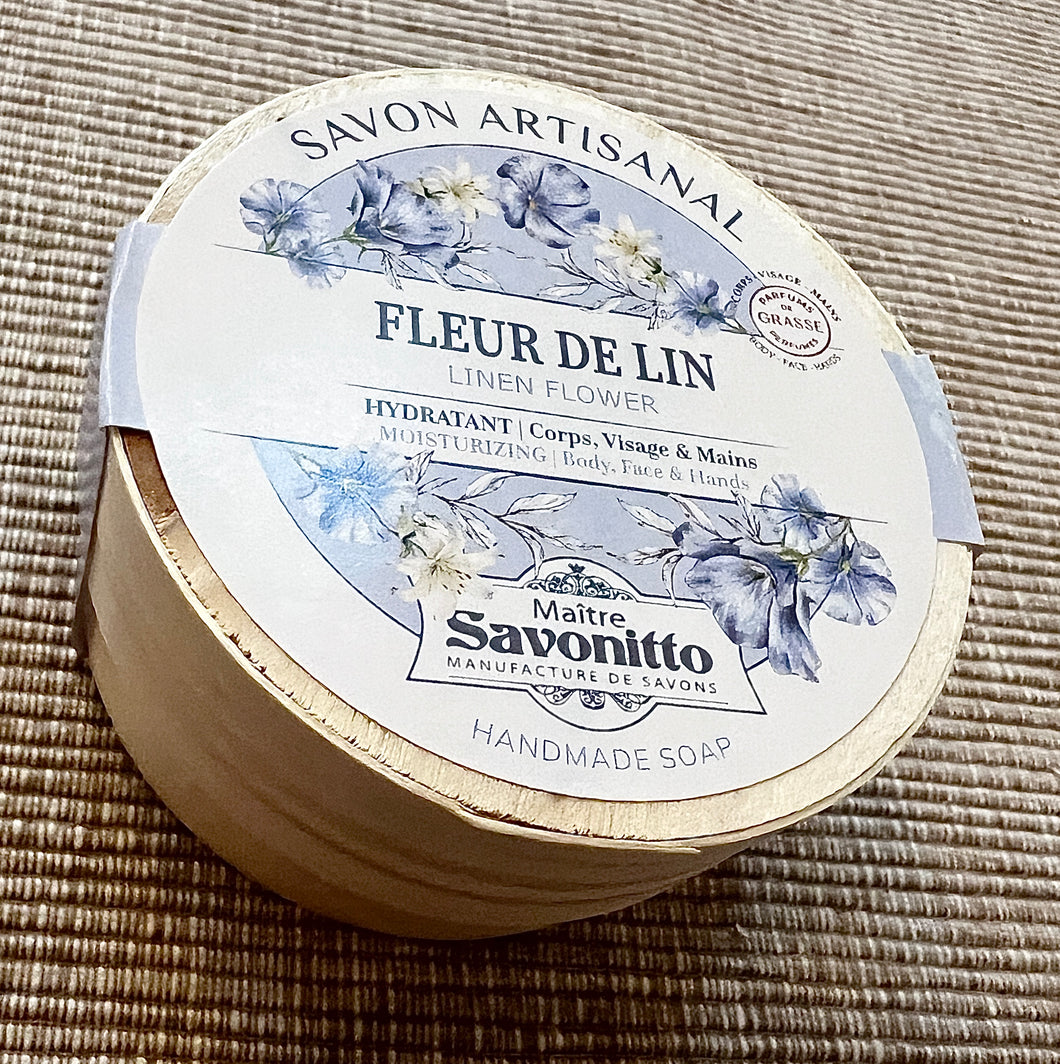 SAVON ARTISANAL
CORPS · VISAGE · MAINS
PARFUMS
DE
GRASSE
PERFUMES
BODY · FACE · HANDS
FLEUR DE LIN
LINEN FLOWER
HYDRATANT | Corps, Visage & Mains
MOISTURIZING | Body, Face & Hands
Maître
Savonitto
MANUFACTURE DE SAVONS
HANDMADE SOAP